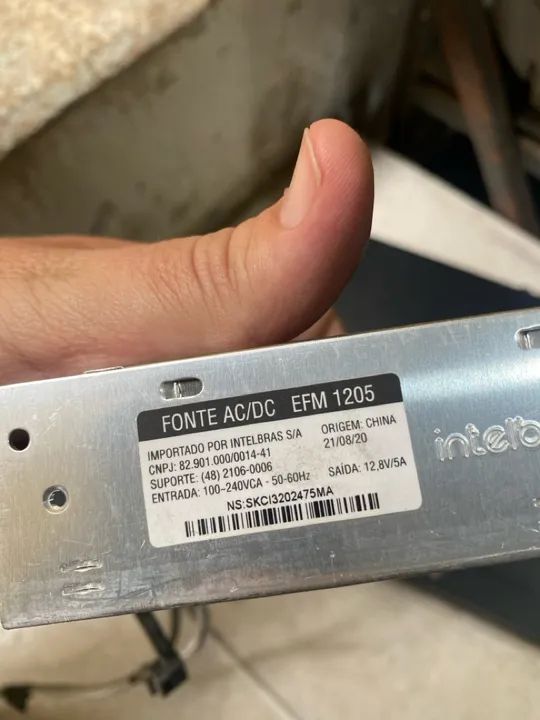 FONTE AC/DC EFM 1205
IMPORTADO POR INTELBRAS S/A ORIGEM: CHINA
CNPJ: 82.901.000/0014-41 21/08/20
SUPORTE: (48) 2106-0006
ENTRADA: 100-240VCA - 50-60Hz SAÍDA: 12,8V/5A
NS:SKCI3202475MA
intelb